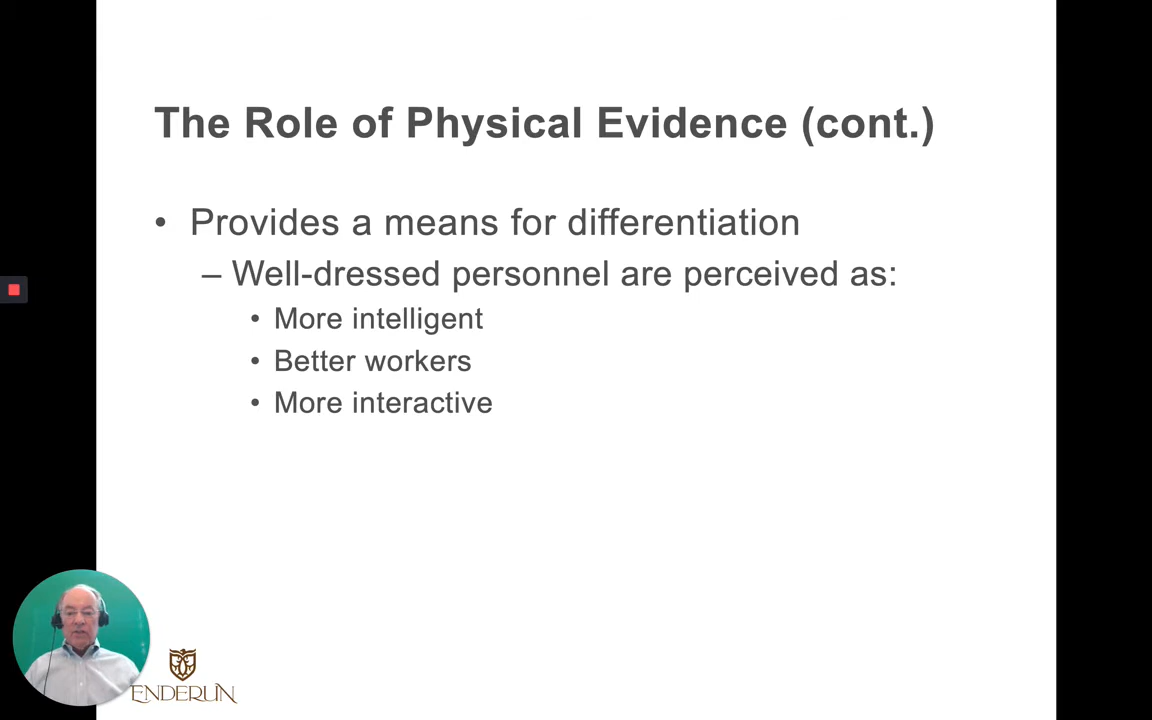 The Role of Physical Evidence (cont.)
• Provides a means for differentiation
– Well-dressed personnel are perceived as:
• More intelligent
• Better workers
• More interactive
ENDERUN